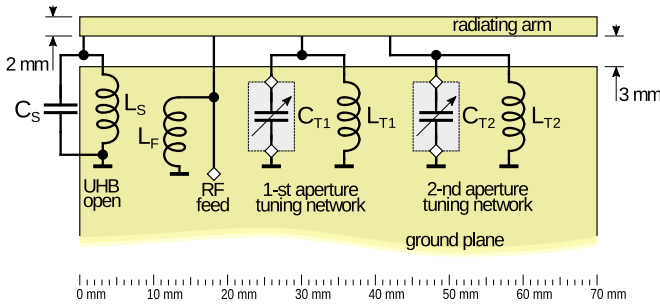 radiating arm
2 mm
3 mm
CS
LS
LF
CT1
LT1
CT2
LT2
UHB
open
RF
feed
1-st aperture
tuning network
2-nd aperture
tuning network
ground plane
0 mm 10 mm 20 mm 30 mm 40 mm 50 mm 60 mm 70 mm